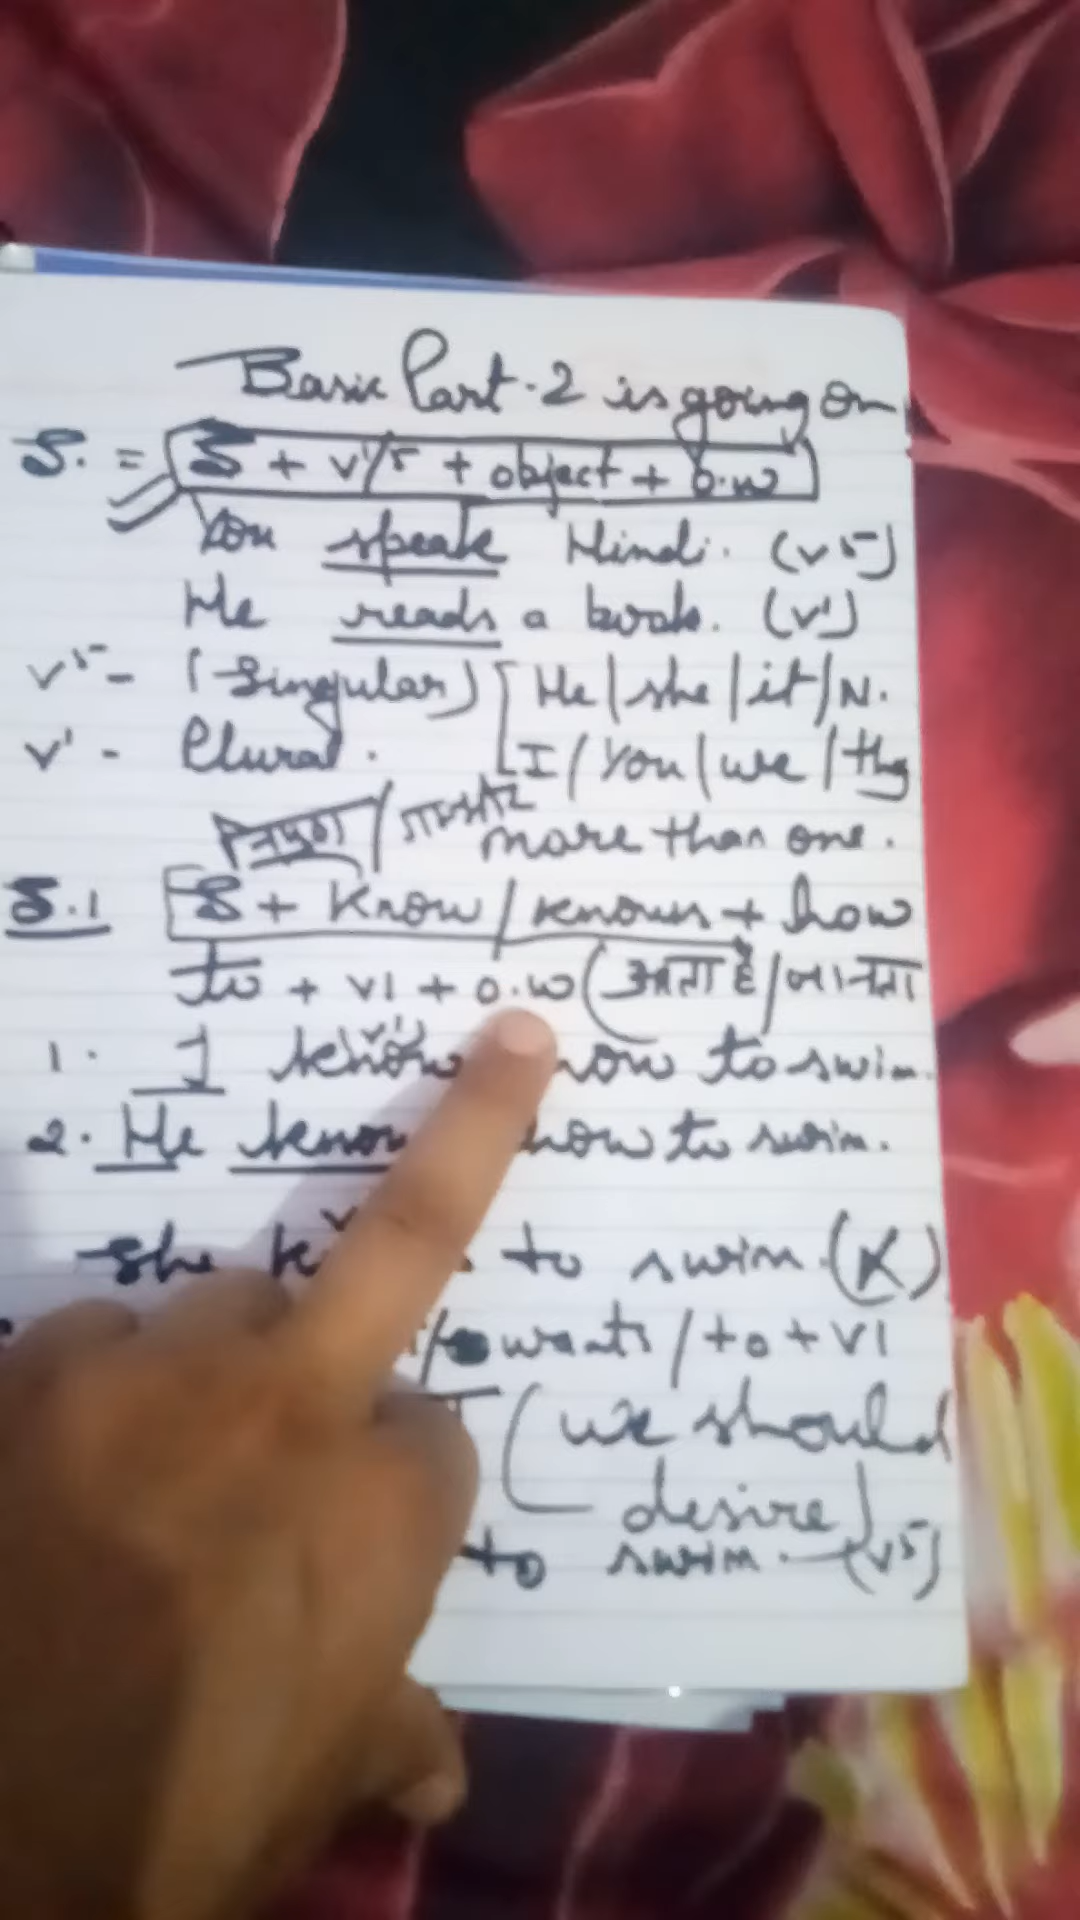 Basic Part-2 is going on
S. = S + v1/5 + object + o.w
You speak Hindi. (v5)
He reads a book. (v1)
v5 - (Singular) He/she/it/N.
v1 - Plural. I/You/we/they
more than one.
S.1 S + Know/knows + how
to + v1 + o.w (आता है/जानता
1. I know how to swim.
2. He know how to swim.
She to swim. (X)
/ wants / to + v1
(we should
desire)
to swim. (v5)